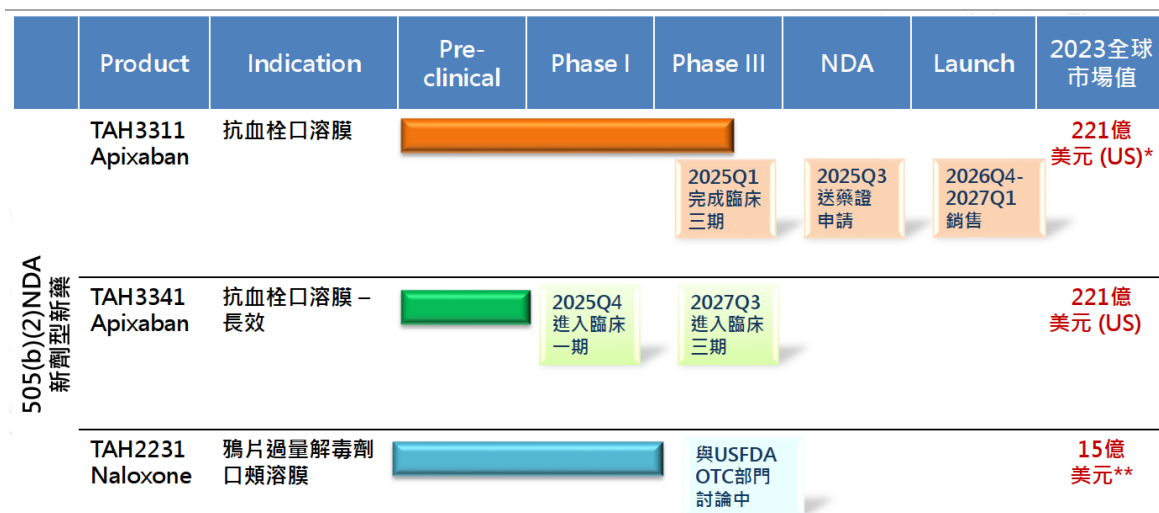 Product
Indication
Pre-
clinical
Phase I
Phase III
NDA
Launch
2023全球
市場值
505(b)(2)NDA
新劑型新藥
TAH3311
Apixaban
抗血栓口溶膜
221億
美元 (US)*
2025Q1
完成臨床
三期
2025Q3
送藥證
申請
2026Q4-
2027Q1
銷售
TAH3341
Apixaban
抗血栓口溶膜 –
長效
2025Q4
進入臨床
一期
2027Q3
進入臨床
三期
221億
美元 (US)
TAH2231
Naloxone
鴉片過量解毒劑
口頰溶膜
與USFDA
OTC部門
討論中
15億
美元**